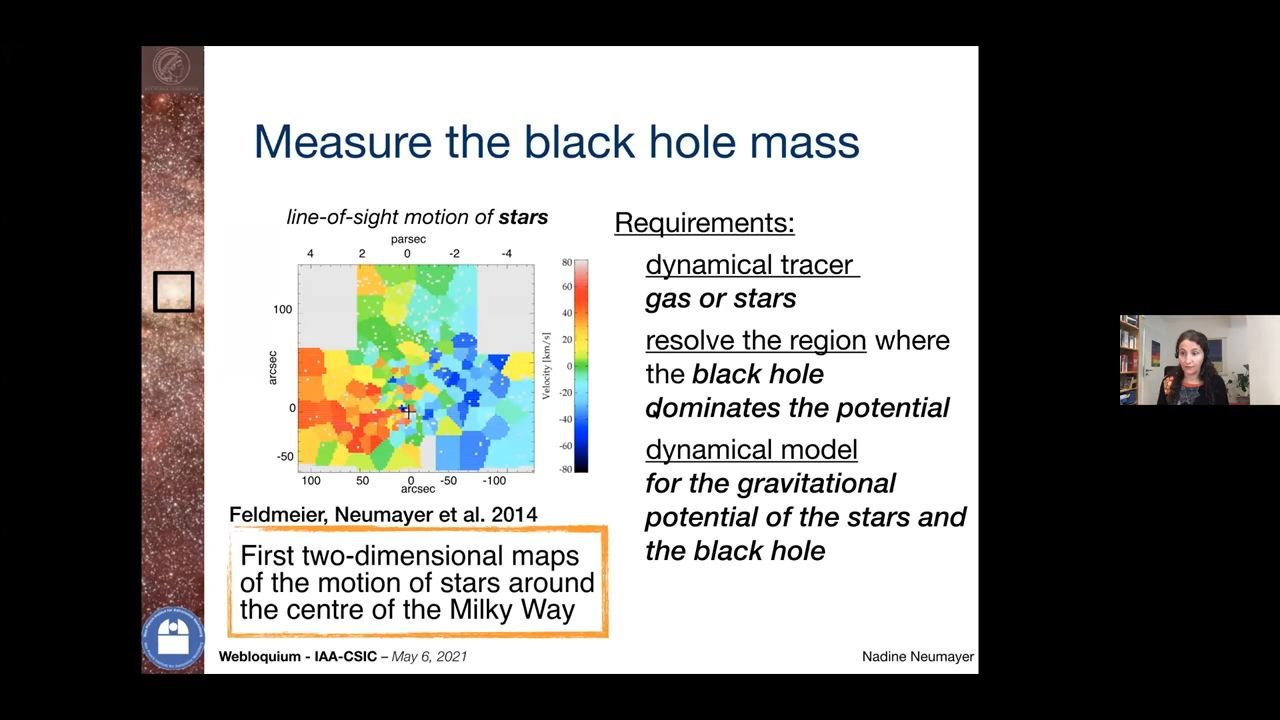 Measure the black hole mass
line-of-sight motion of stars
parsec
4 2 0 -2 -4
100
0
-50
arcsec
100 50 0 -50 -100
arcsec
80
60
40
20
0
-20
-40
-60
-80
Velocity [km/s]
Feldmeier, Neumayer et al. 2014
First two-dimensional maps
of the motion of stars around
the centre of the Milky Way
Requirements:
dynamical tracer
gas or stars
resolve the region where
the black hole
dominates the potential
dynamical model
for the gravitational
potential of the stars and
the black hole
Webloquium - IAA-CSIC – May 6, 2021
Nadine Neumayer